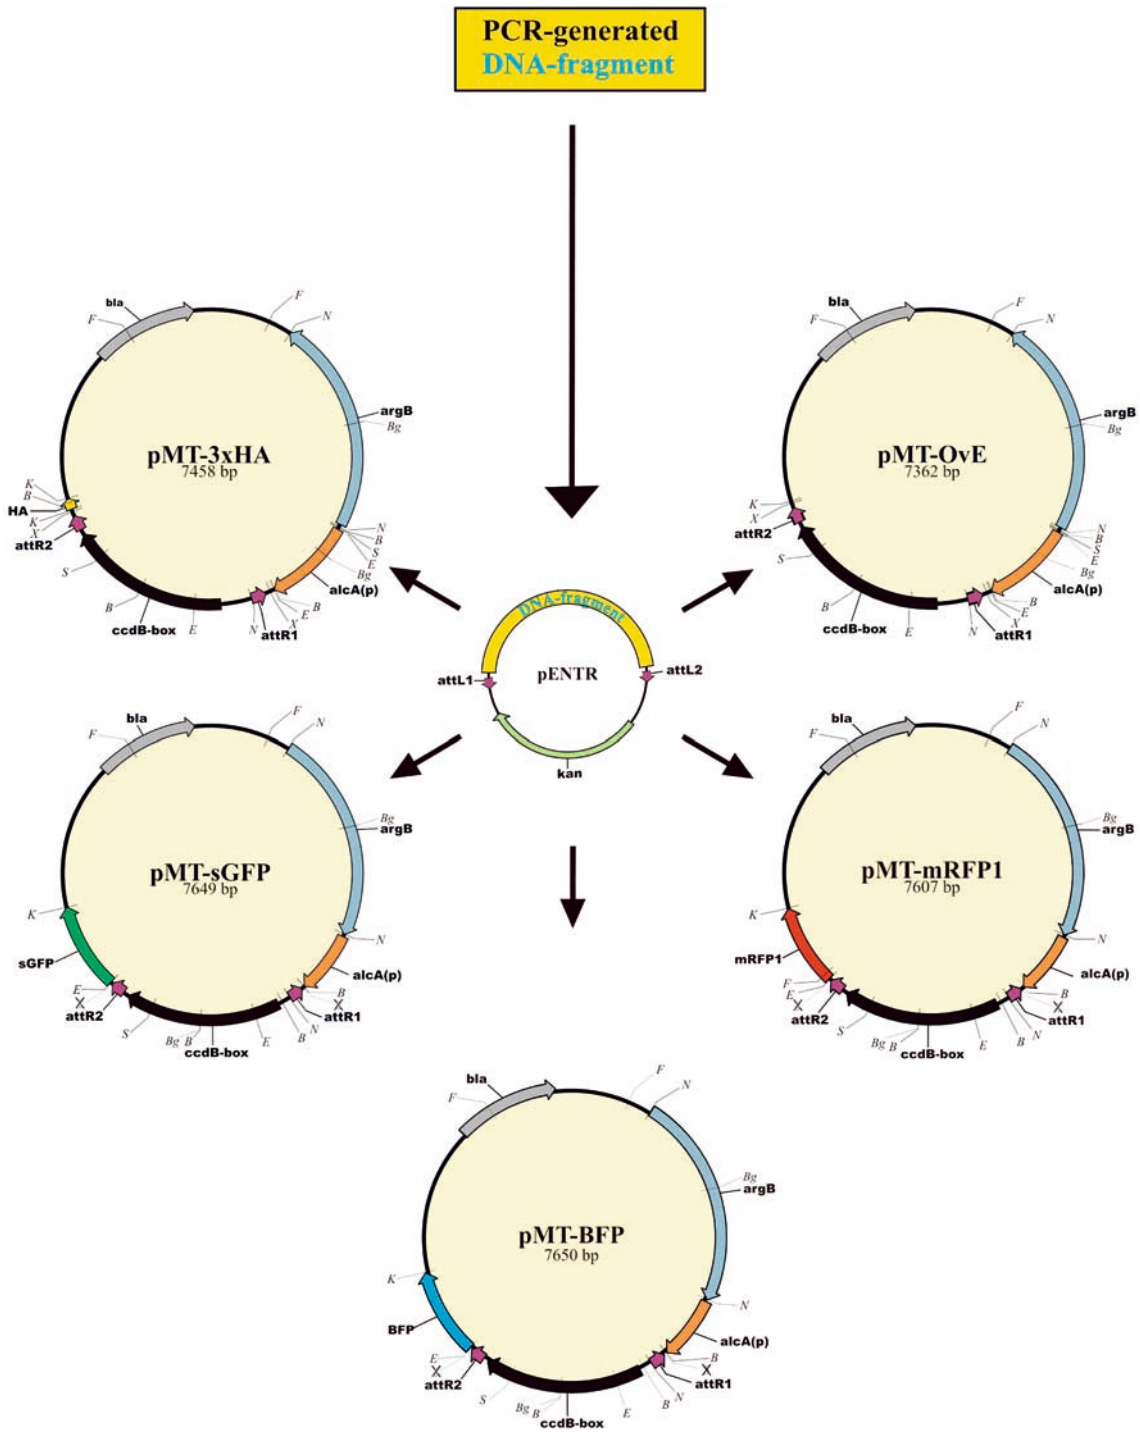 PCR-generated
DNA-fragment
bla
F
F
N
argB
Bg
pMT-3xHA
7458 bp
K
B
HA
K
X
attR2
S
B
ccdB-box
E
N
attR1
X
E
B
alcA(p)
Bg
E
S
B
N
bla
F
F
N
argB
Bg
pMT-OvE
7362 bp
K
X
attR2
S
B
ccdB-box
E
N
attR1
X
E
B
alcA(p)
Bg
E
S
B
N
DNA-fragment
pENTR
attL1
attL2
kan
bla
F
F
N
Bg
argB
pMT-sGFP
7649 bp
K
sGFP
E
X
attR2
S
Bg
B
ccdB-box
E
B
N
attR1
X
B
alcA(p)
N
bla
F
F
N
Bg
argB
pMT-mRFP1
7607 bp
K
mRFP1
F
E
X
attR2
S
Bg
B
ccdB-box
E
B
N
attR1
X
B
alcA(p)
N
bla
F
F
N
Bg
argB
pMT-BFP
7650 bp
K
BFP
E
X
attR2
S
Bg
B
ccdB-box
E
B
N
attR1
X
B
alcA(p)
N